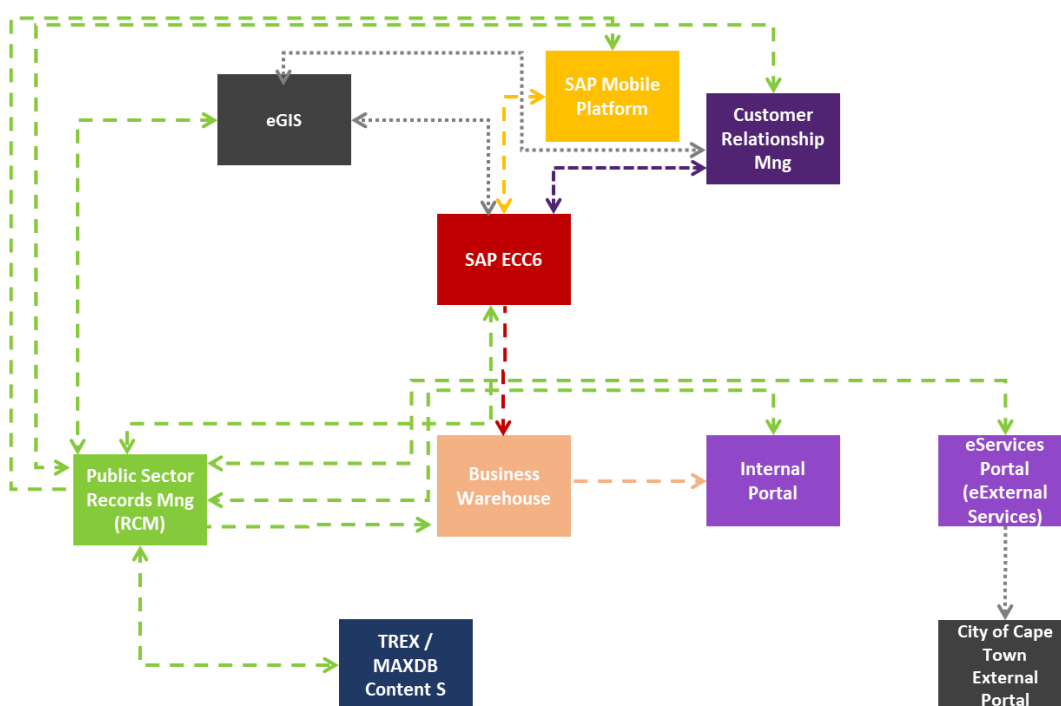 eGIS
SAP Mobile
Platform
Customer
Relationship
Mng
SAP ECC6
Public Sector
Records Mng
(RCM)
Business
Warehouse
Internal
Portal
eServices
Portal
(eExternal
Services)
TREX /
MAXDB
Content S
City of Cape
Town
External
Portal